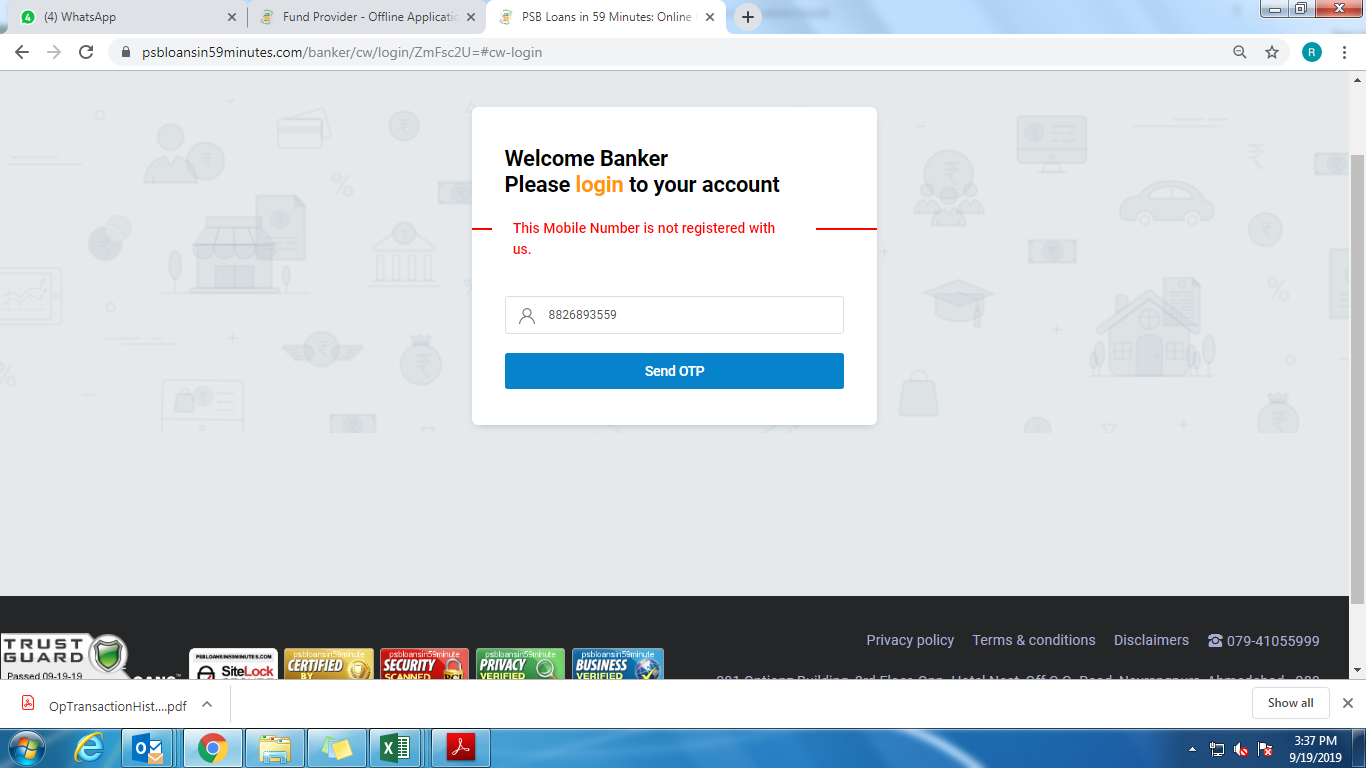 (4) WhatsApp
Fund Provider - Offline Applicatic
PSB Loans in 59 Minutes: Online
psbloansin59minutes.com/banker/cw/login/ZmFsc2U=#cw-login
R
Welcome Banker
Please login to your account
This Mobile Number is not registered with
us.
8826893559
Send OTP
Privacy policy Terms & conditions Disclaimers 079-41055999
TRUST
GUARD
Passed 09-19-19
PSBLOANSIN59MINUTES.COM
SiteLock
psbloansin59minute
CERTIFIED
BY
psbloansin59minute
SECURITY
SCANNED
psbloansin59minute
PRIVACY
VERIFIED
psbloansin59minute
BUSINESS
VERIFIED
OpTransactionHist....pdf
Show all
3:37 PM
9/19/2019